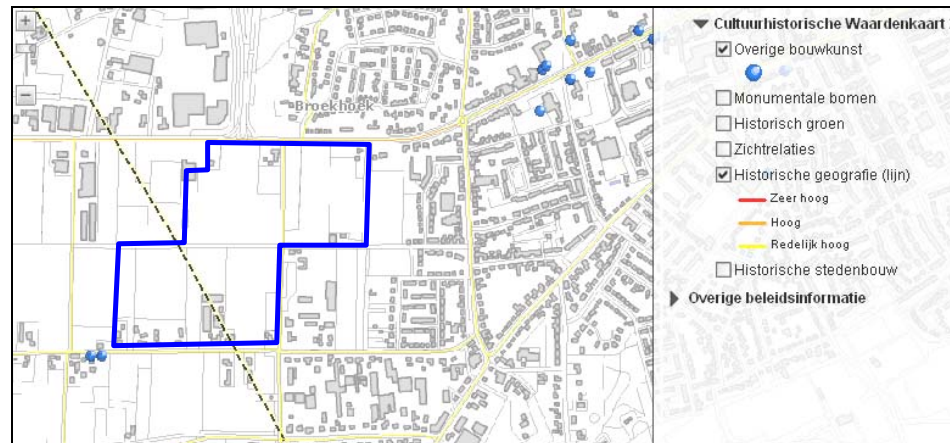 Broekhoek
Cultuurhistorische Waardenkaart
Overige bouwkunst
Monumentale bomen
Historisch groen
Zichtrelaties
Historische geografie (lijn)
Zeer hoog
Hoog
Redelijk hoog
Historische stedenbouw
Overige beleidsinformatie